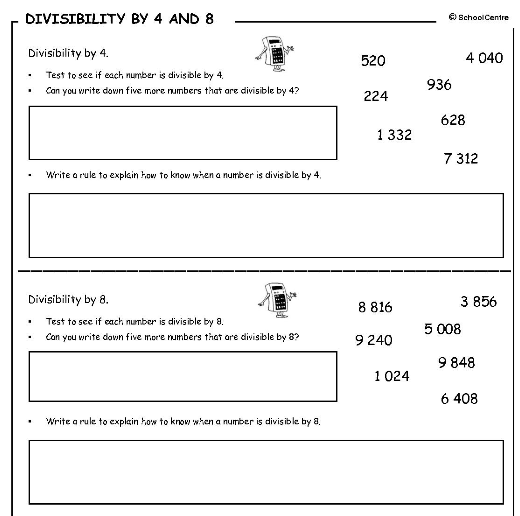 DIVISIBILITY BY 4 AND 8
© SchoolCentre
Divisibility by 4.
• Test to see if each number is divisible by 4.
• Can you write down five more numbers that are divisible by 4?
520
4 040
936
224
628
1 332
7 312
• Write a rule to explain how to know when a number is divisible by 4.
Divisibility by 8.
• Test to see if each number is divisible by 8.
• Can you write down five more numbers that are divisible by 8?
8 816
3 856
5 008
9 240
9 848
1 024
6 408
• Write a rule to explain how to know when a number is divisible by 8.